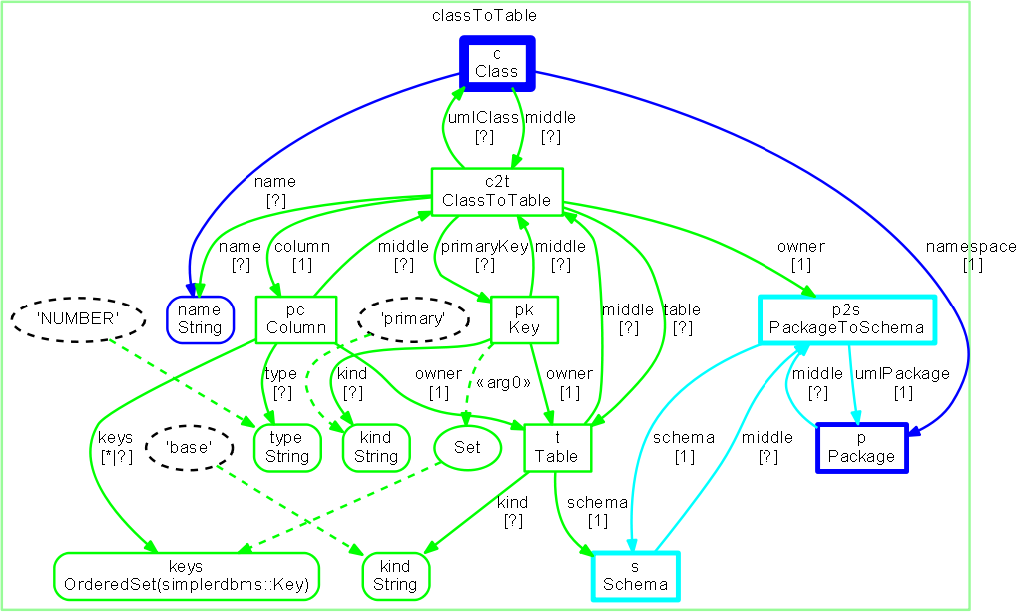 classToTable
c
Class
umlClass
[?]
middle
[?]
c2t
ClassToTable
name
[?]
name
[?]
column
[1]
middle
[?]
primaryKey
[?]
middle
[?]
owner
[1]
namespace
[1]
'NUMBER'
name
String
pc
Column
'primary'
pk
Key
middle
[?]
table
[?]
p2s
PackageToSchema
type
[?]
kind
[?]
owner
[1]
«arg0»
owner
[1]
middle
[?]
umlPackage
[1]
keys
[*|?]
'base'
type
String
kind
String
Set
t
Table
schema
[1]
middle
[?]
p
Package
kind
[?]
schema
[1]
keys
OrderedSet(simplerdbms::Key)
kind
String
s
Schema